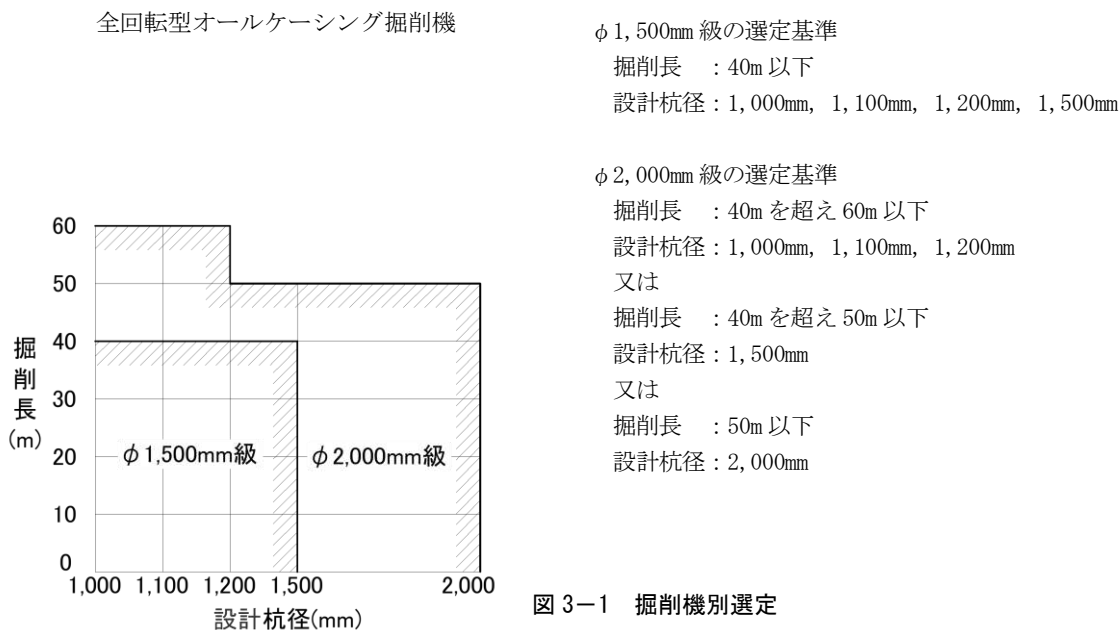 全回転型オールケーシング掘削機
φ1,500mm 級の選定基準
掘削長　：40m 以下
設計杭径：1,000mm, 1,100mm, 1,200mm, 1,500mm
φ2,000mm 級の選定基準
掘削長　：40m を超え 60m 以下
設計杭径：1,000mm, 1,100mm, 1,200mm
又は
掘削長　：40m を超え 50m 以下
設計杭径：1,500mm
又は
掘削長　：50m 以下
設計杭径：2,000mm
60
50
40
30
20
10
0
掘削長(m)
φ1,500mm級
φ2,000mm級
1,000 1,100 1,200 1,500 2,000
設計杭径(mm)
図 3－1　掘削機別選定